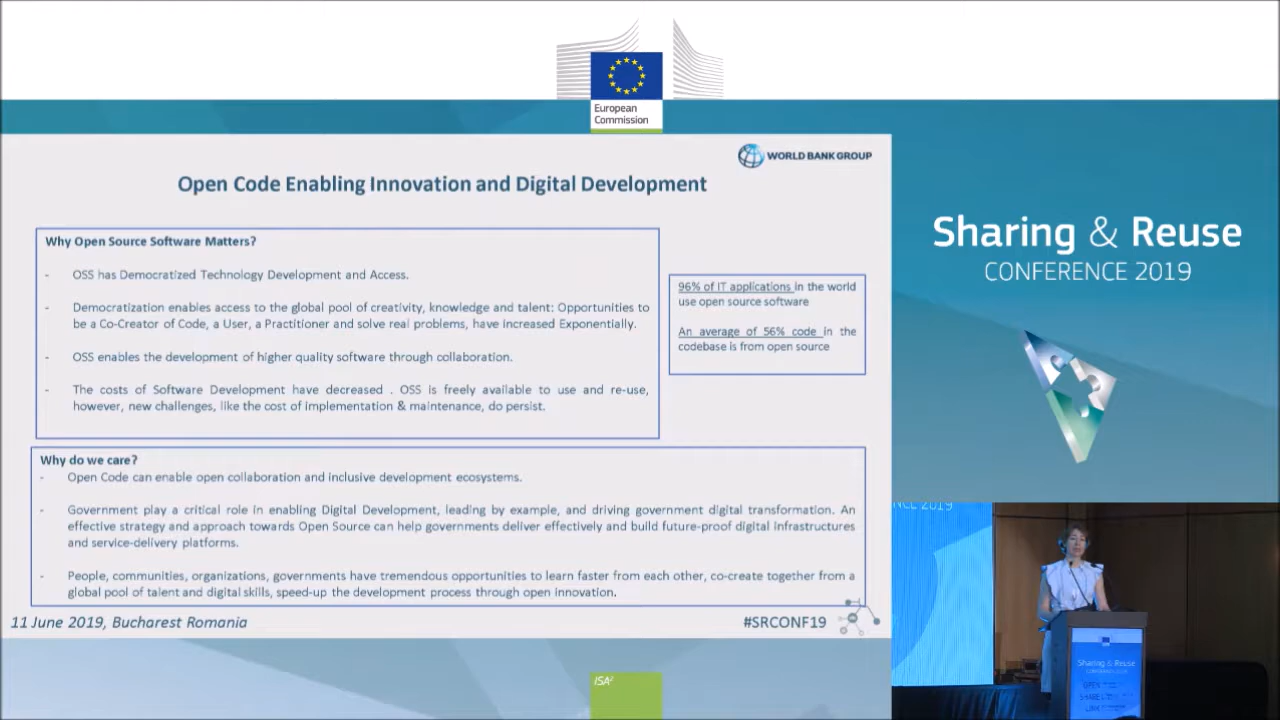 European
Commission
WORLD BANK GROUP
Open Code Enabling Innovation and Digital Development
Why Open Source Software Matters?
- OSS has Democratized Technology Development and Access.
- Democratization enables access to the global pool of creativity, knowledge and talent: Opportunities to
be a Co-Creator of Code, a User, a Practitioner and solve real problems, have increased Exponentially.
- OSS enables the development of higher quality software through collaboration.
- The costs of Software Development have decreased . OSS is freely available to use and re-use,
however, new challenges, like the cost of implementation & maintenance, do persist.
96% of IT applications in the world
use open source software
An average of 56% code in the
codebase is from open source
Why do we care?
- Open Code can enable open collaboration and inclusive development ecosystems.
- Government play a critical role in enabling Digital Development, leading by example, and driving government digital transformation. An
effective strategy and approach towards Open Source can help governments deliver effectively and build future-proof digital infrastructures
and service-delivery platforms.
- People, communities, organizations, governments have tremendous opportunities to learn faster from each other, co-create together from a
global pool of talent and digital skills, speed-up the development process through open innovation.
11 June 2019, Bucharest Romania
#SRCONF19
ISA²
Sharing & Reuse
CONFERENCE 2019
2019
Sharing & Reuse
CONFERENCE 2019
OPEN
SHARE
LINK